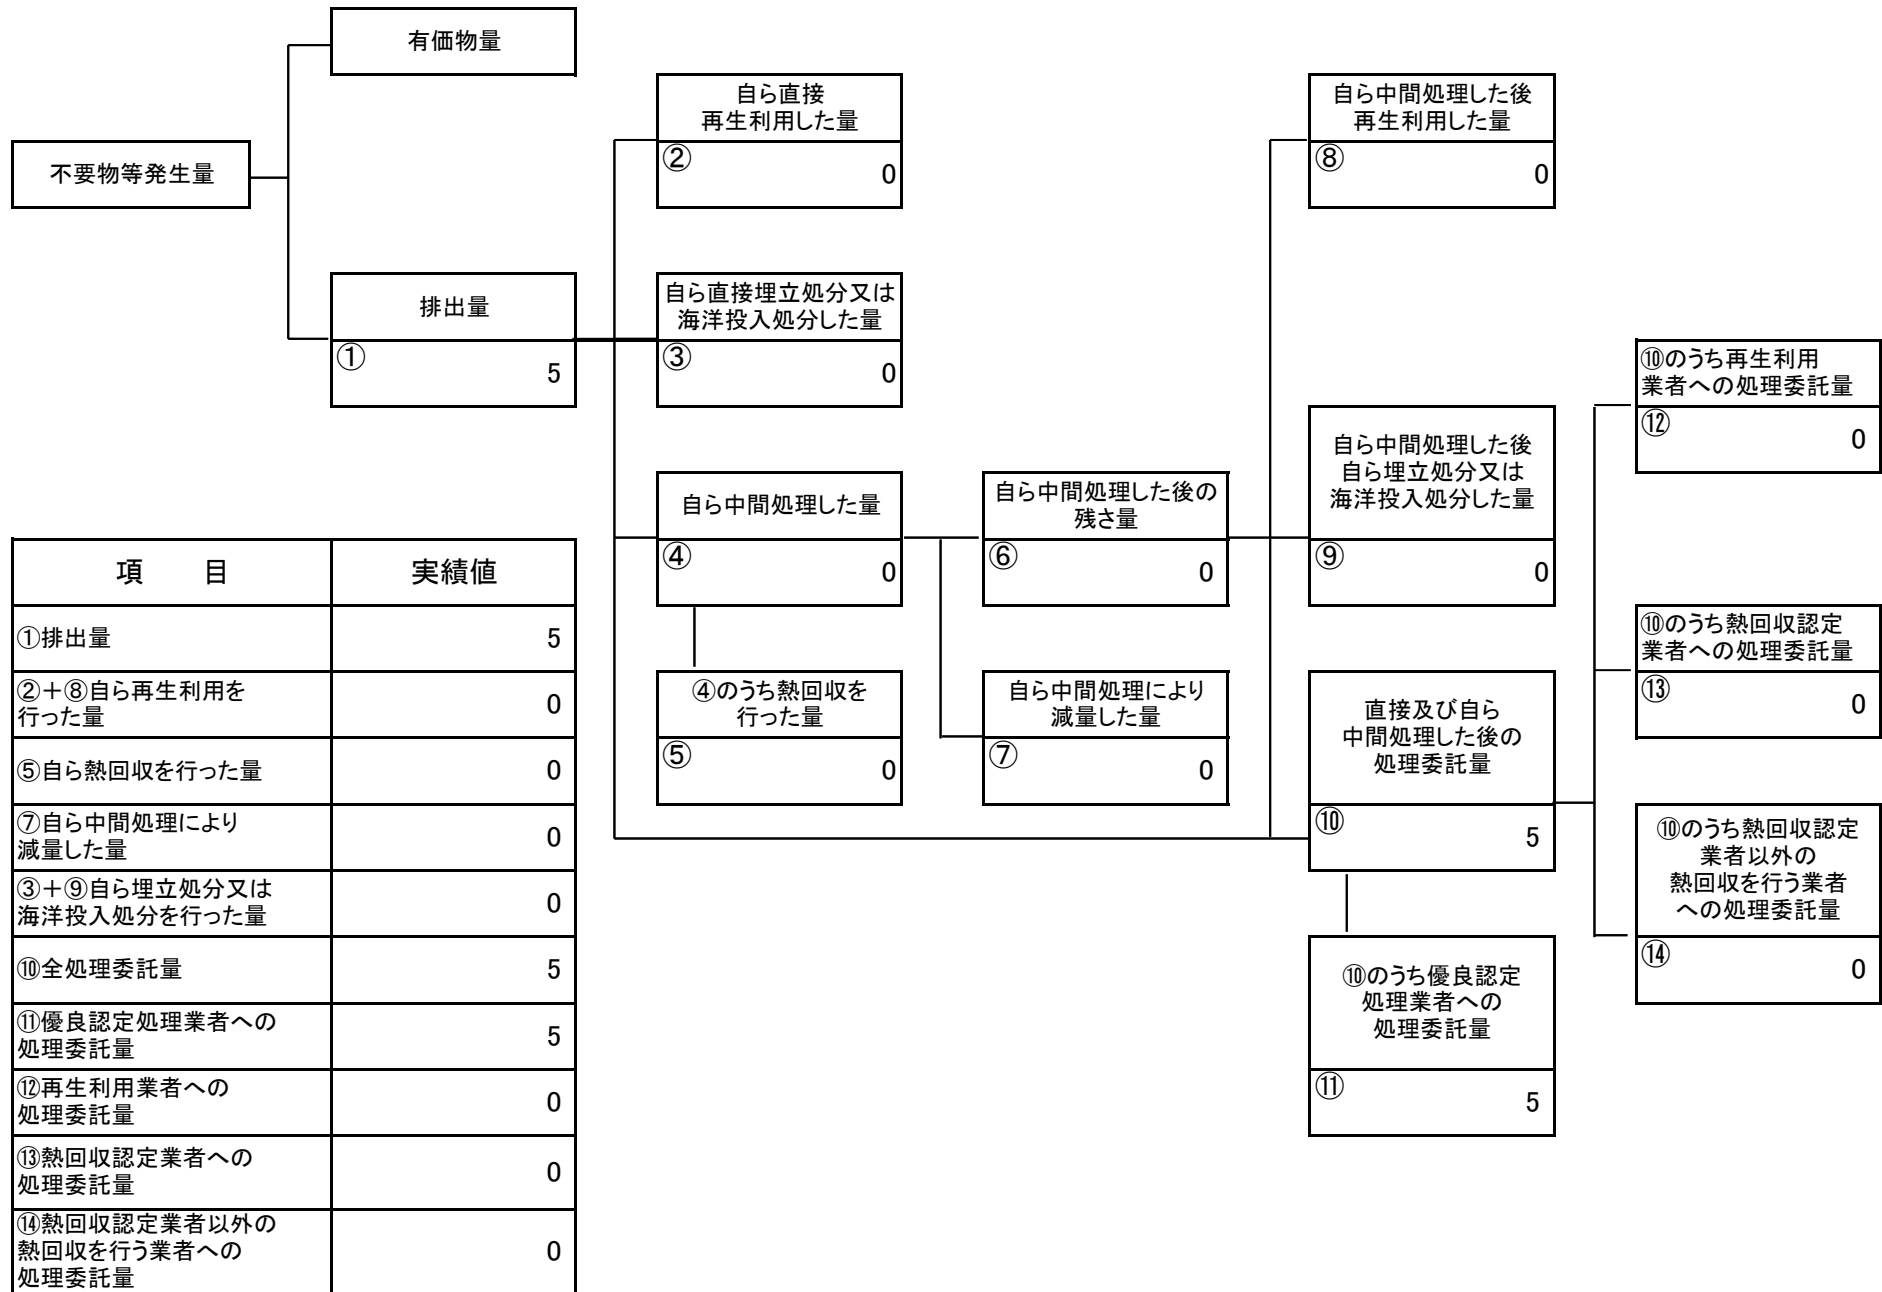 有価物量
不要物等発生量
排出量
①
5
自ら直接
再生利用した量
②
0
自ら直接埋立処分又は
海洋投入処分した量
③
0
自ら中間処理した量
④
0
④のうち熱回収を
行った量
⑤
0
自ら中間処理した後の
残さ量
⑥
0
自ら中間処理により
減量した量
⑦
0
自ら中間処理した後
再生利用した量
⑧
0
自ら中間処理した後
自ら埋立処分又は
海洋投入処分した量
⑨
0
直接及び自ら
中間処理した後の
処理委託量
⑩
5
⑩のうち優良認定
処理業者への
処理委託量
⑪
5
⑩のうち再生利用
業者への処理委託量
⑫
0
⑩のうち熱回収認定
業者への処理委託量
⑬
0
⑩のうち熱回収認定
業者以外の
熱回収を行う業者
への処理委託量
⑭
0
項　　目 実績値
①排出量 5
②＋⑧自ら再生利用を
行った量 0
⑤自ら熱回収を行った量 0
⑦自ら中間処理により
減量した量 0
③＋⑨自ら埋立処分又は
海洋投入処分を行った量 0
⑩全処理委託量 5
⑪優良認定処理業者への
処理委託量 5
⑫再生利用業者への
処理委託量 0
⑬熱回収認定業者への
処理委託量 0
⑭熱回収認定業者以外の
熱回収を行う業者への 0
処理委託量